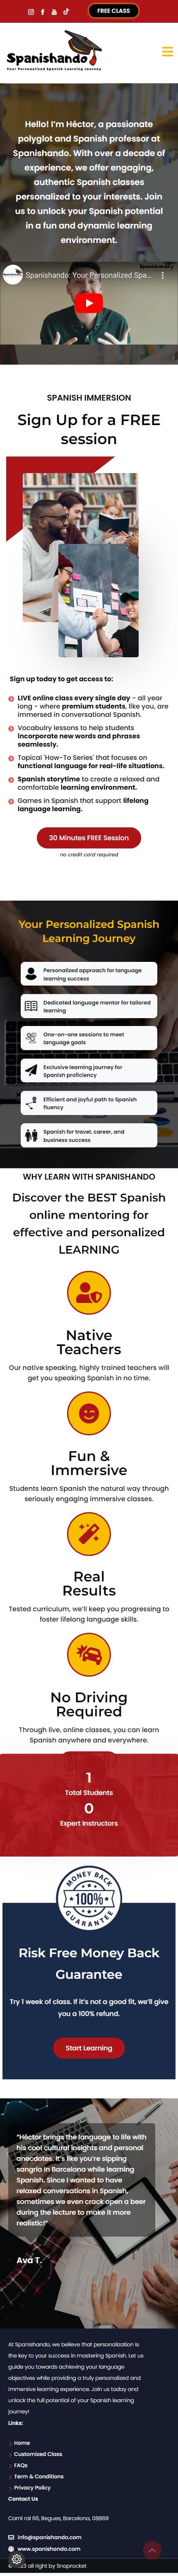 FREE CLASS
Spanishando
Your Personalized Spanish Learning Journey
Hello! I'm Héctor, a passionate
polyglot and Spanish professor at
Spanishando. With over a decade of
experience, we offer engaging,
authentic Spanish classes
personalized to your interests. Join
us to unlock your Spanish potential
in a fun and dynamic learning
environment.
Spanishando: Your Personalized Spa...
SPANISH IMMERSION
Sign Up for a FREE
session
Sign up today to get access to:
LIVE online class every single day - all year
long - where premium students, like you, are
immersed in conversational Spanish.
Vocabulry lessons to help students
incorporate new words and phrases
seamlessly.
Topical 'How-To Series' that focuses on
functional language for real-life situations.
Spanish storytime to create a relaxed and
comfortable learning environment.
Games in Spanish that support lifelong
language learning.
30 Minutes FREE Session
no credit card required
Your Personalized Spanish
Learning Journey
Personalized approach for language
learning success
Dedicated language mentor for tailored
learning
One-on-one sessions to meet
language goals
Exclusive learning journey for
Spanish proficiency
Efficient and joyful path to Spanish
fluency
Spanish for travel, career, and
business success
WHY LEARN WITH SPANISHANDO
Discover the BEST Spanish
online mentoring for
effective and personalized
LEARNING
Native
Teachers
Our native speaking, highly trained teachers will
get you speaking Spanish in no time.
Fun &
Immersive
Students learn Spanish the natural way through
seriously engaging immersive classes.
Real
Results
Tested curriculum, we'll keep you progressing to
foster lifelong language skills.
No Driving
Required
Through live, online classes, you can learn
Spanish anywhere and everywhere.
1
Total Students
0
Expert Instructors
MONEY BACK
100%
GUARANTEE
Risk Free Money Back
Guarantee
Try 1 week of class. If it's not a good fit, we'll give
you a 100% refund.
Start Learning
"Héctor brings the language to life with
his cool cultural insights and personal
anecdotes. It's like you're sipping
sangria in Barcelona while learning
Spanish. Since I wanted to have
relaxed conversations in Spanish,
sometimes we even crack open a beer
during the lecture to make it more
realistic!"
Ava T.
At Spanishando, we believe that personalization is
the key to your success in mastering Spanish. Let us
guide you towards achieving your language
objectives while providing a truly personalized and
immersive learning experience. Join us today and
unlock the full potential of your Spanish learning
journey!
Links:
Home
Customized Class
FAQs
Term & Conditions
Privacy Policy
Contact Us
Camí ral 66, Begues, Barcelona, 08869
info@spanishando.com
www.spanishando.com
all right by Snaprocket